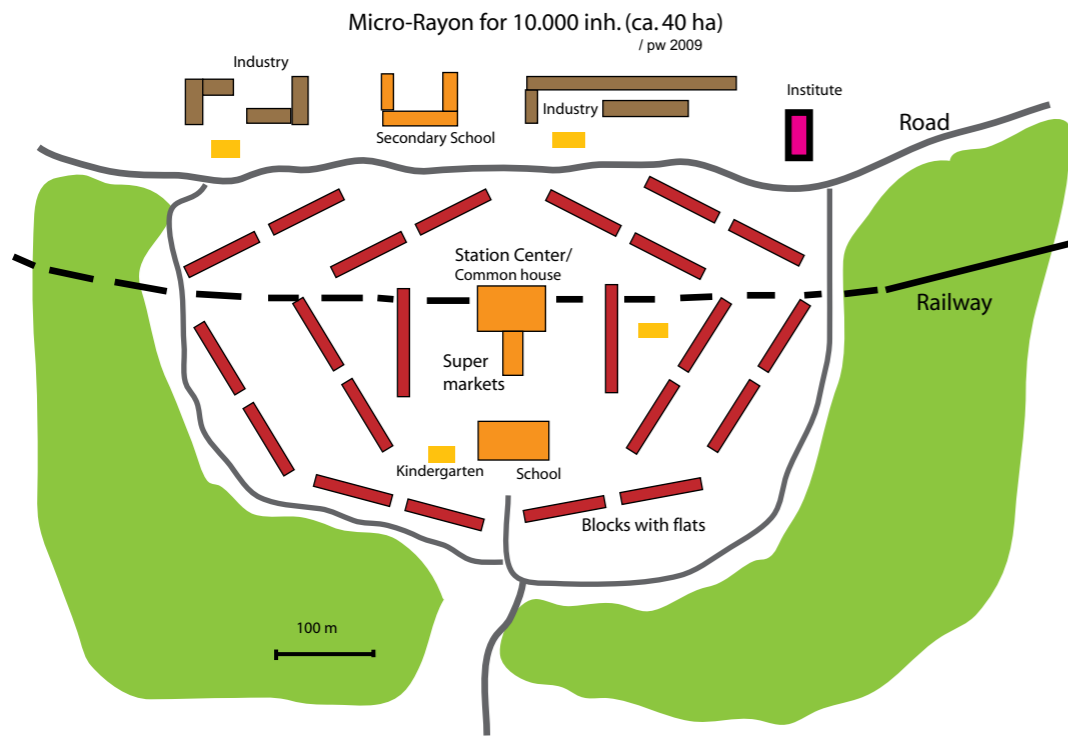 Micro-Rayon for 10.000 inh. (ca. 40 ha)
/ pw 2009
Industry
Secondary School
Industry
Institute
Road
Station Center/
Common house
Railway
Super
markets
Kindergarten
School
Blocks with flats
100 m